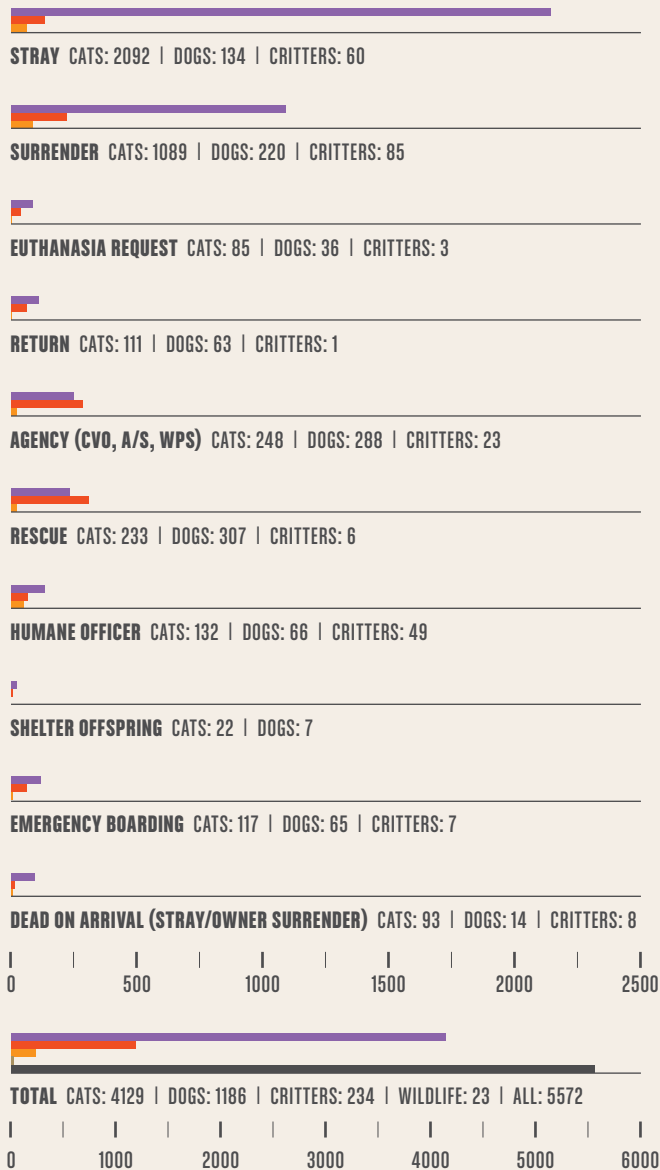 STRAY CATS: 2092 | DOGS: 134 | CRITTERS: 60
SURRENDER CATS: 1089 | DOGS: 220 | CRITTERS: 85
EUTHANASIA REQUEST CATS: 85 | DOGS: 36 | CRITTERS: 3
RETURN CATS: 111 | DOGS: 63 | CRITTERS: 1
AGENCY (CVO, A/S, WPS) CATS: 248 | DOGS: 288 | CRITTERS: 23
RESCUE CATS: 233 | DOGS: 307 | CRITTERS: 6
HUMANE OFFICER CATS: 132 | DOGS: 66 | CRITTERS: 49
SHELTER OFFSPRING CATS: 22 | DOGS: 7
EMERGENCY BOARDING CATS: 117 | DOGS: 65 | CRITTERS: 7
DEAD ON ARRIVAL (STRAY/OWNER SURRENDER) CATS: 93 | DOGS: 14 | CRITTERS: 8
0 500 1000 1500 2000 2500
TOTAL CATS: 4129 | DOGS: 1186 | CRITTERS: 234 | WILDLIFE: 23 | ALL: 5572
0 1000 2000 3000 4000 5000 6000